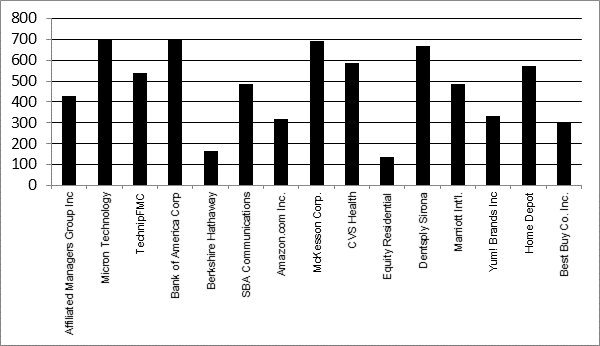 800
700
600
500
400
300
200
100
0
Affiliated Managers Group Inc
Micron Technology
TechnipFMC
Bank of America Corp
Berkshire Hathaway
SBA Communications
Amazon.com Inc.
McKesson Corp.
CVS Health
Equity Residential
Dentsply Sirona
Marriott Int'l.
Yum! Brands Inc
Home Depot
Best Buy Co. Inc.